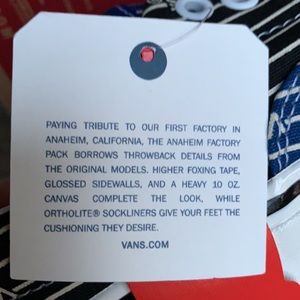 PAYING TRIBUTE TO OUR FIRST FACTORY IN
ANAHEIM, CALIFORNIA, THE ANAHEIM FACTORY
PACK BORROWS THROWBACK DETAILS FROM
THE ORIGINAL MODELS. HIGHER FOXING TAPE,
GLOSSED SIDEWALLS, AND A HEAVY 10 OZ.
CANVAS COMPLETE THE LOOK, WHILE
ORTHOLITE® SOCKLINERS GIVE YOUR FEET THE
CUSHIONING THEY DESIRE.
VANS.COM